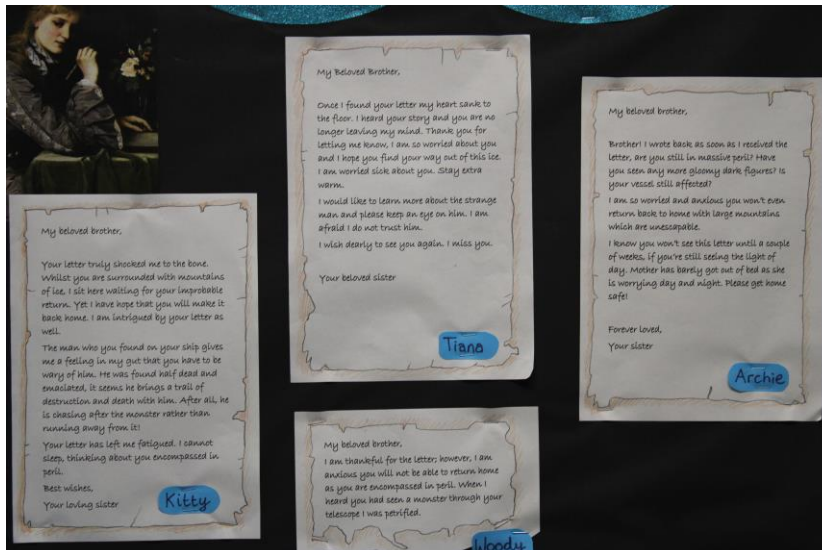 My beloved brother,
Your letter truly shocked me to the bone.
Whilst you are surrounded with mountains
of ice, I sit here waiting for your improbable
return. Yet I have hope that you will make it
back home. I am intrigued by your letter as
well.
The man who you found on your ship gives
me a feeling in my gut that you have to be
wary of him. He was found half dead and
emaciated, it seems he brings a trail of
destruction and death with him. After all, he
is chasing after the monster rather than
running away from it!
Your letter has left me fatigued. I cannot
sleep, thinking about you encompassed in
peril.
Best wishes,
Your loving sister
Kitty
My Beloved Brother,
Once I found your letter my heart sank to
the floor. I heard your story and you are no
longer leaving my mind. Thank you for
letting me know, I am so worried about you
and I hope you find your way out of this ice.
I am worried sick about you. Stay extra
warm.
I would like to learn more about the strange
man and please keep an eye on him. I am
afraid I do not trust him.
I wish dearly to see you again. I miss you.
Your beloved sister
Tiana
My beloved brother,
I am thankful for the letter; however, I am
anxious you will not be able to return home
as you are encompassed in peril. When I
heard you had seen a monster through your
telescope I was petrified.
Woody
My beloved brother,
Brother! I wrote back as soon as I received the
letter, are you still in massive peril? Have
you seen any more gloomy dark figures? Is
your vessel still affected?
I am so worried and anxious you won't even
return back to home with large mountains
which are unescapable.
I know you won't see this letter until a couple
of weeks, if you're still seeing the light of
day. Mother has barely got out of bed as she
is worrying day and night. Please get home
safe!
Forever loved,
Your sister
Archie